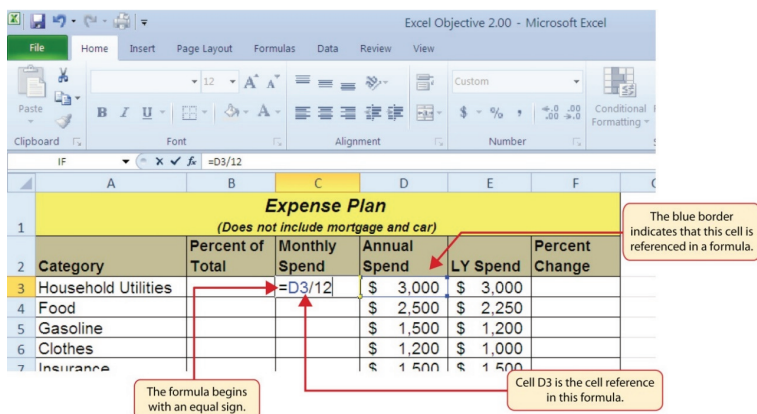 Excel Objective 2.00 - Microsoft Excel
File Home Insert Page Layout Formulas Data Review View
12 A A Custom
Paste B I U A $ % , .0 .00 .00 .0 Conditional
Formatting
Clipboard Font Alignment Number
IF fx =D3/12
A B C D E F
1 Expense Plan
(Does not include mortgage and car)
The blue border
indicates that this cell is
referenced in a formula.
Percent of Monthly Annual Percent
2 Category Total Spend Spend LY Spend Change
3 Household Utilities =D3/12 $ 3,000 $ 3,000
4 Food $ 2,500 $ 2,250
5 Gasoline $ 1,500 $ 1,200
6 Clothes $ 1,200 $ 1,000
7 Insurance $ 1,500 $ 1,500
The formula begins
with an equal sign.
Cell D3 is the cell reference
in this formula.